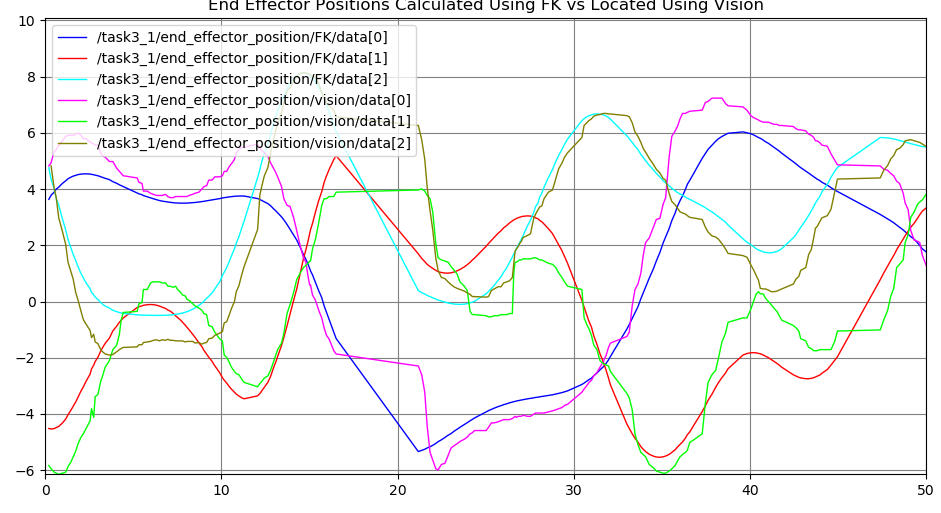 End Effector Positions Calculated Using FK vs Located Using Vision
/task3_1/end_effector_position/FK/data[0]
/task3_1/end_effector_position/FK/data[1]
/task3_1/end_effector_position/FK/data[2]
/task3_1/end_effector_position/vision/data[0]
/task3_1/end_effector_position/vision/data[1]
/task3_1/end_effector_position/vision/data[2]
10
8
6
4
2
0
−2
−4
−6
0 10 20 30 40 50